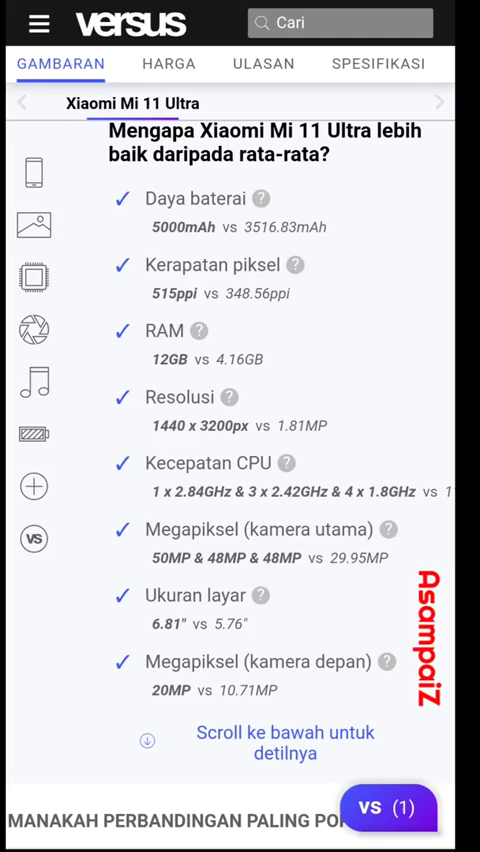 versus
Cari
GAMBARAN HARGA ULASAN SPESIFIKASI
Xiaomi Mi 11 Ultra
Mengapa Xiaomi Mi 11 Ultra lebih
baik daripada rata-rata?
Daya baterai ?
5000mAh vs 3516.83mAh
Kerapatan piksel ?
515ppi vs 348.56ppi
RAM ?
12GB vs 4.16GB
Resolusi ?
1440 x 3200px vs 1.81MP
Kecepatan CPU ?
1 x 2.84GHz & 3 x 2.42GHz & 4 x 1.8GHz vs 1
Megapiksel (kamera utama) ?
50MP & 48MP & 48MP vs 29.95MP
Ukuran layar ?
6.81" vs 5.76"
Megapiksel (kamera depan) ?
20MP vs 10.71MP
Scroll ke bawah untuk
detilnya
VS
AsampaiZ
vs (1)
MANAKAH PERBANDINGAN PALING